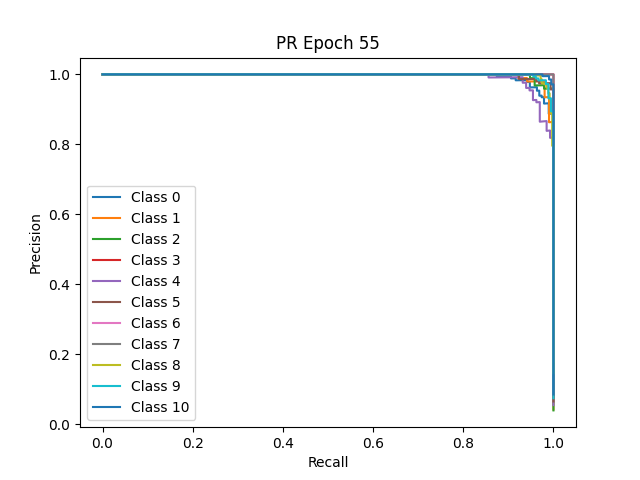 PR Epoch 55
Precision
1.0
0.8
0.6
0.4
0.2
0.0
Class 0
Class 1
Class 2
Class 3
Class 4
Class 5
Class 6
Class 7
Class 8
Class 9
Class 10
0.0 0.2 0.4 0.6 0.8 1.0
Recall